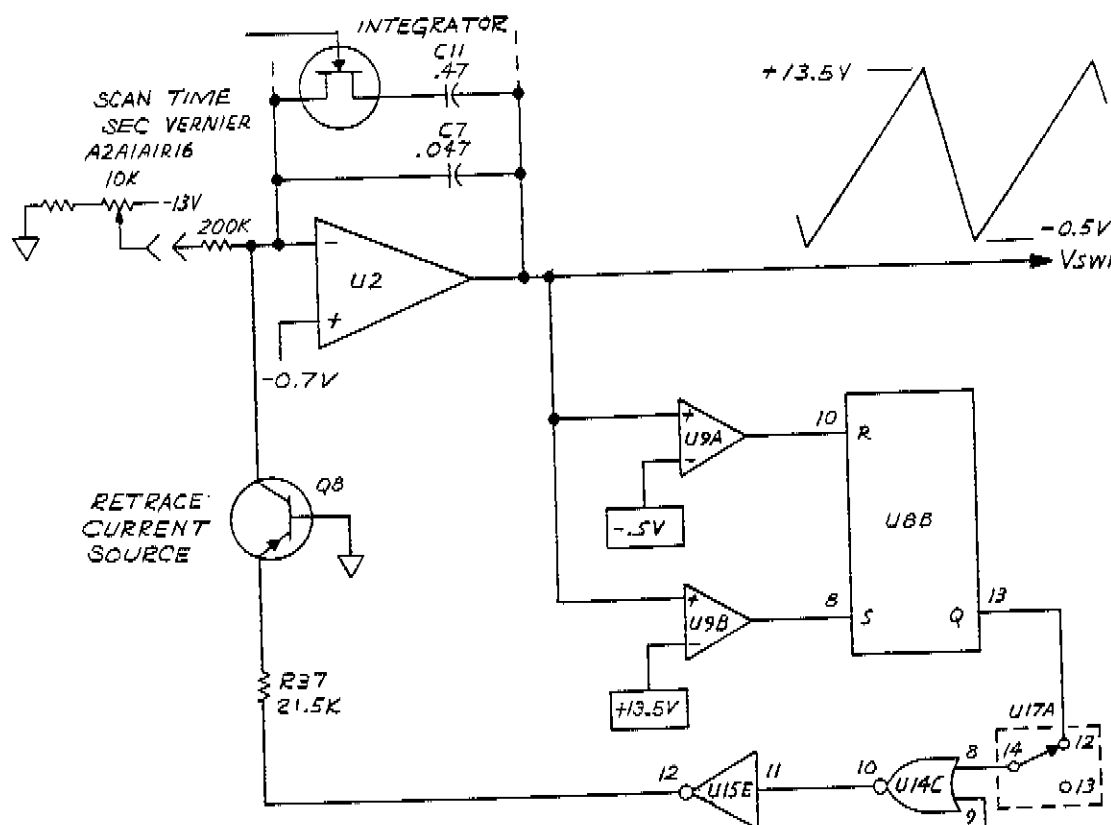 INTEGRATOR
C11
.47
C7
.047
SCAN TIME
SEC VERNIER
A2A1A1R16
10K
-13V
200K
-
U2
+
-0.7V
+13.5V
-0.5V
VSWP
RETRACE
CURRENT
SOURCE
Q8
+
U9A
-
-.5V
10
R
U8B
+
U9B
-
+13.5V
8
S
Q
13
R37
21.5K
U17A
12
14
13
8
9
U14C
10
11
U15E
12